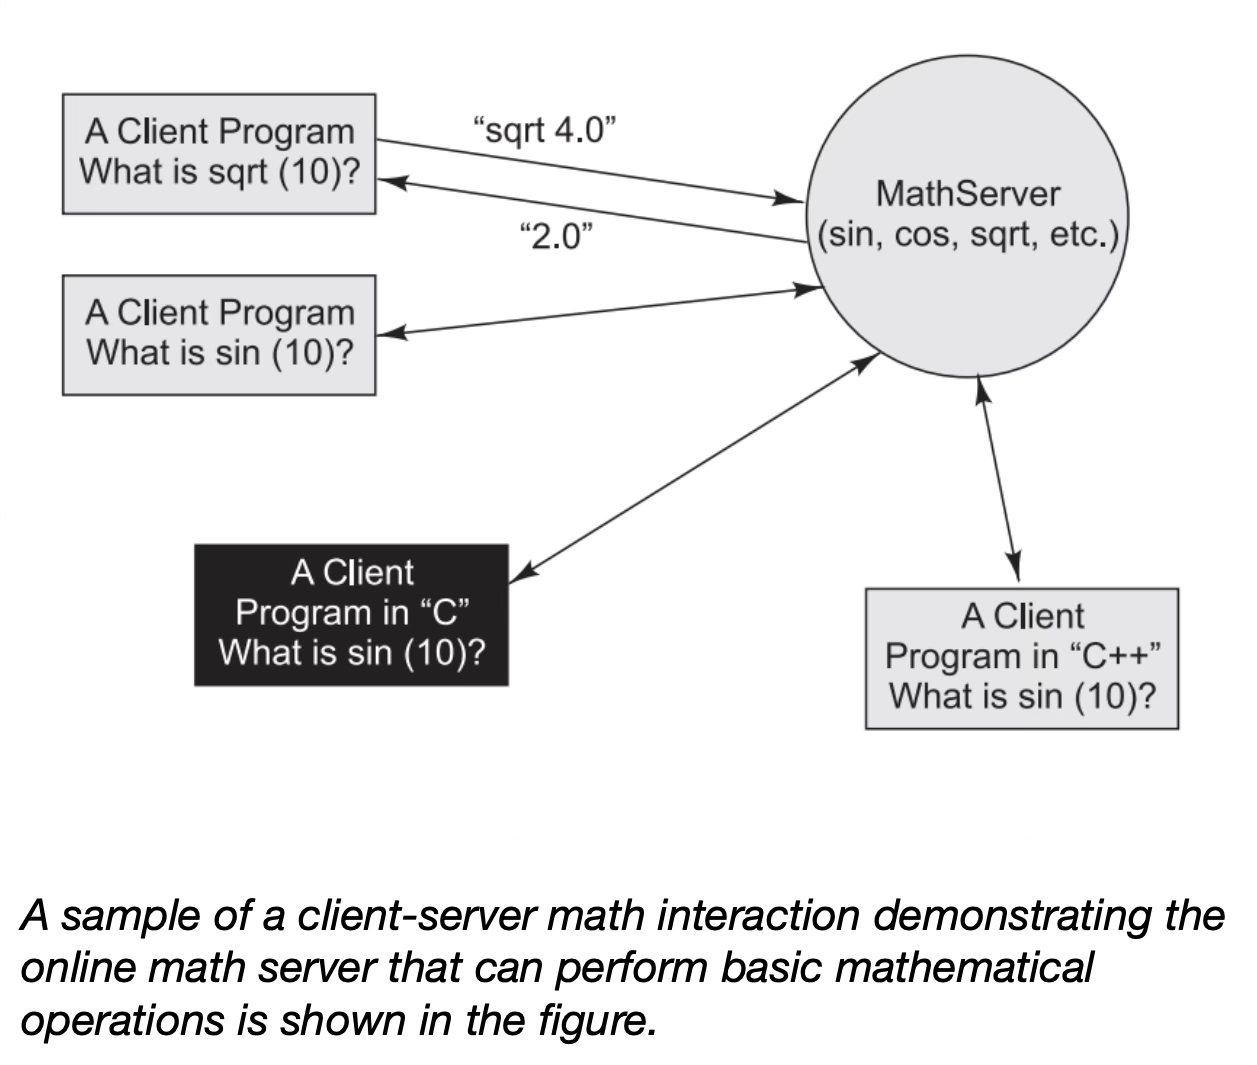 A Client Program
What is sqrt (10)?
“sqrt 4.0”
“2.0”
MathServer
(sin, cos, sqrt, etc.)
A Client Program
What is sin (10)?
A Client
Program in “C”
What is sin (10)?
A Client
Program in “C++”
What is sin (10)?
A sample of a client-server math interaction demonstrating the
online math server that can perform basic mathematical
operations is shown in the figure.